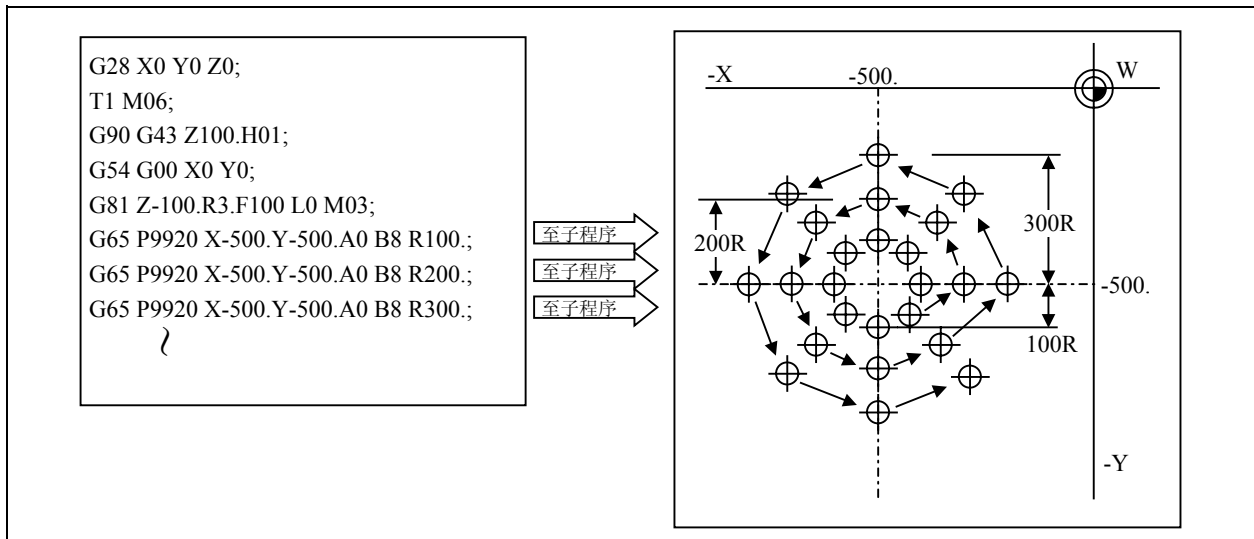 G28 X0 Y0 Z0;
T1 M06;
G90 G43 Z100.H01;
G54 G00 X0 Y0;
G81 Z-100.R3.F100 L0 M03;
G65 P9920 X-500.Y-500.A0 B8 R100.;
G65 P9920 X-500.Y-500.A0 B8 R200.;
G65 P9920 X-500.Y-500.A0 B8 R300.;
~
至子程序
至子程序
至子程序
-X
-500.
W
300R
200R
-500.
100R
-Y